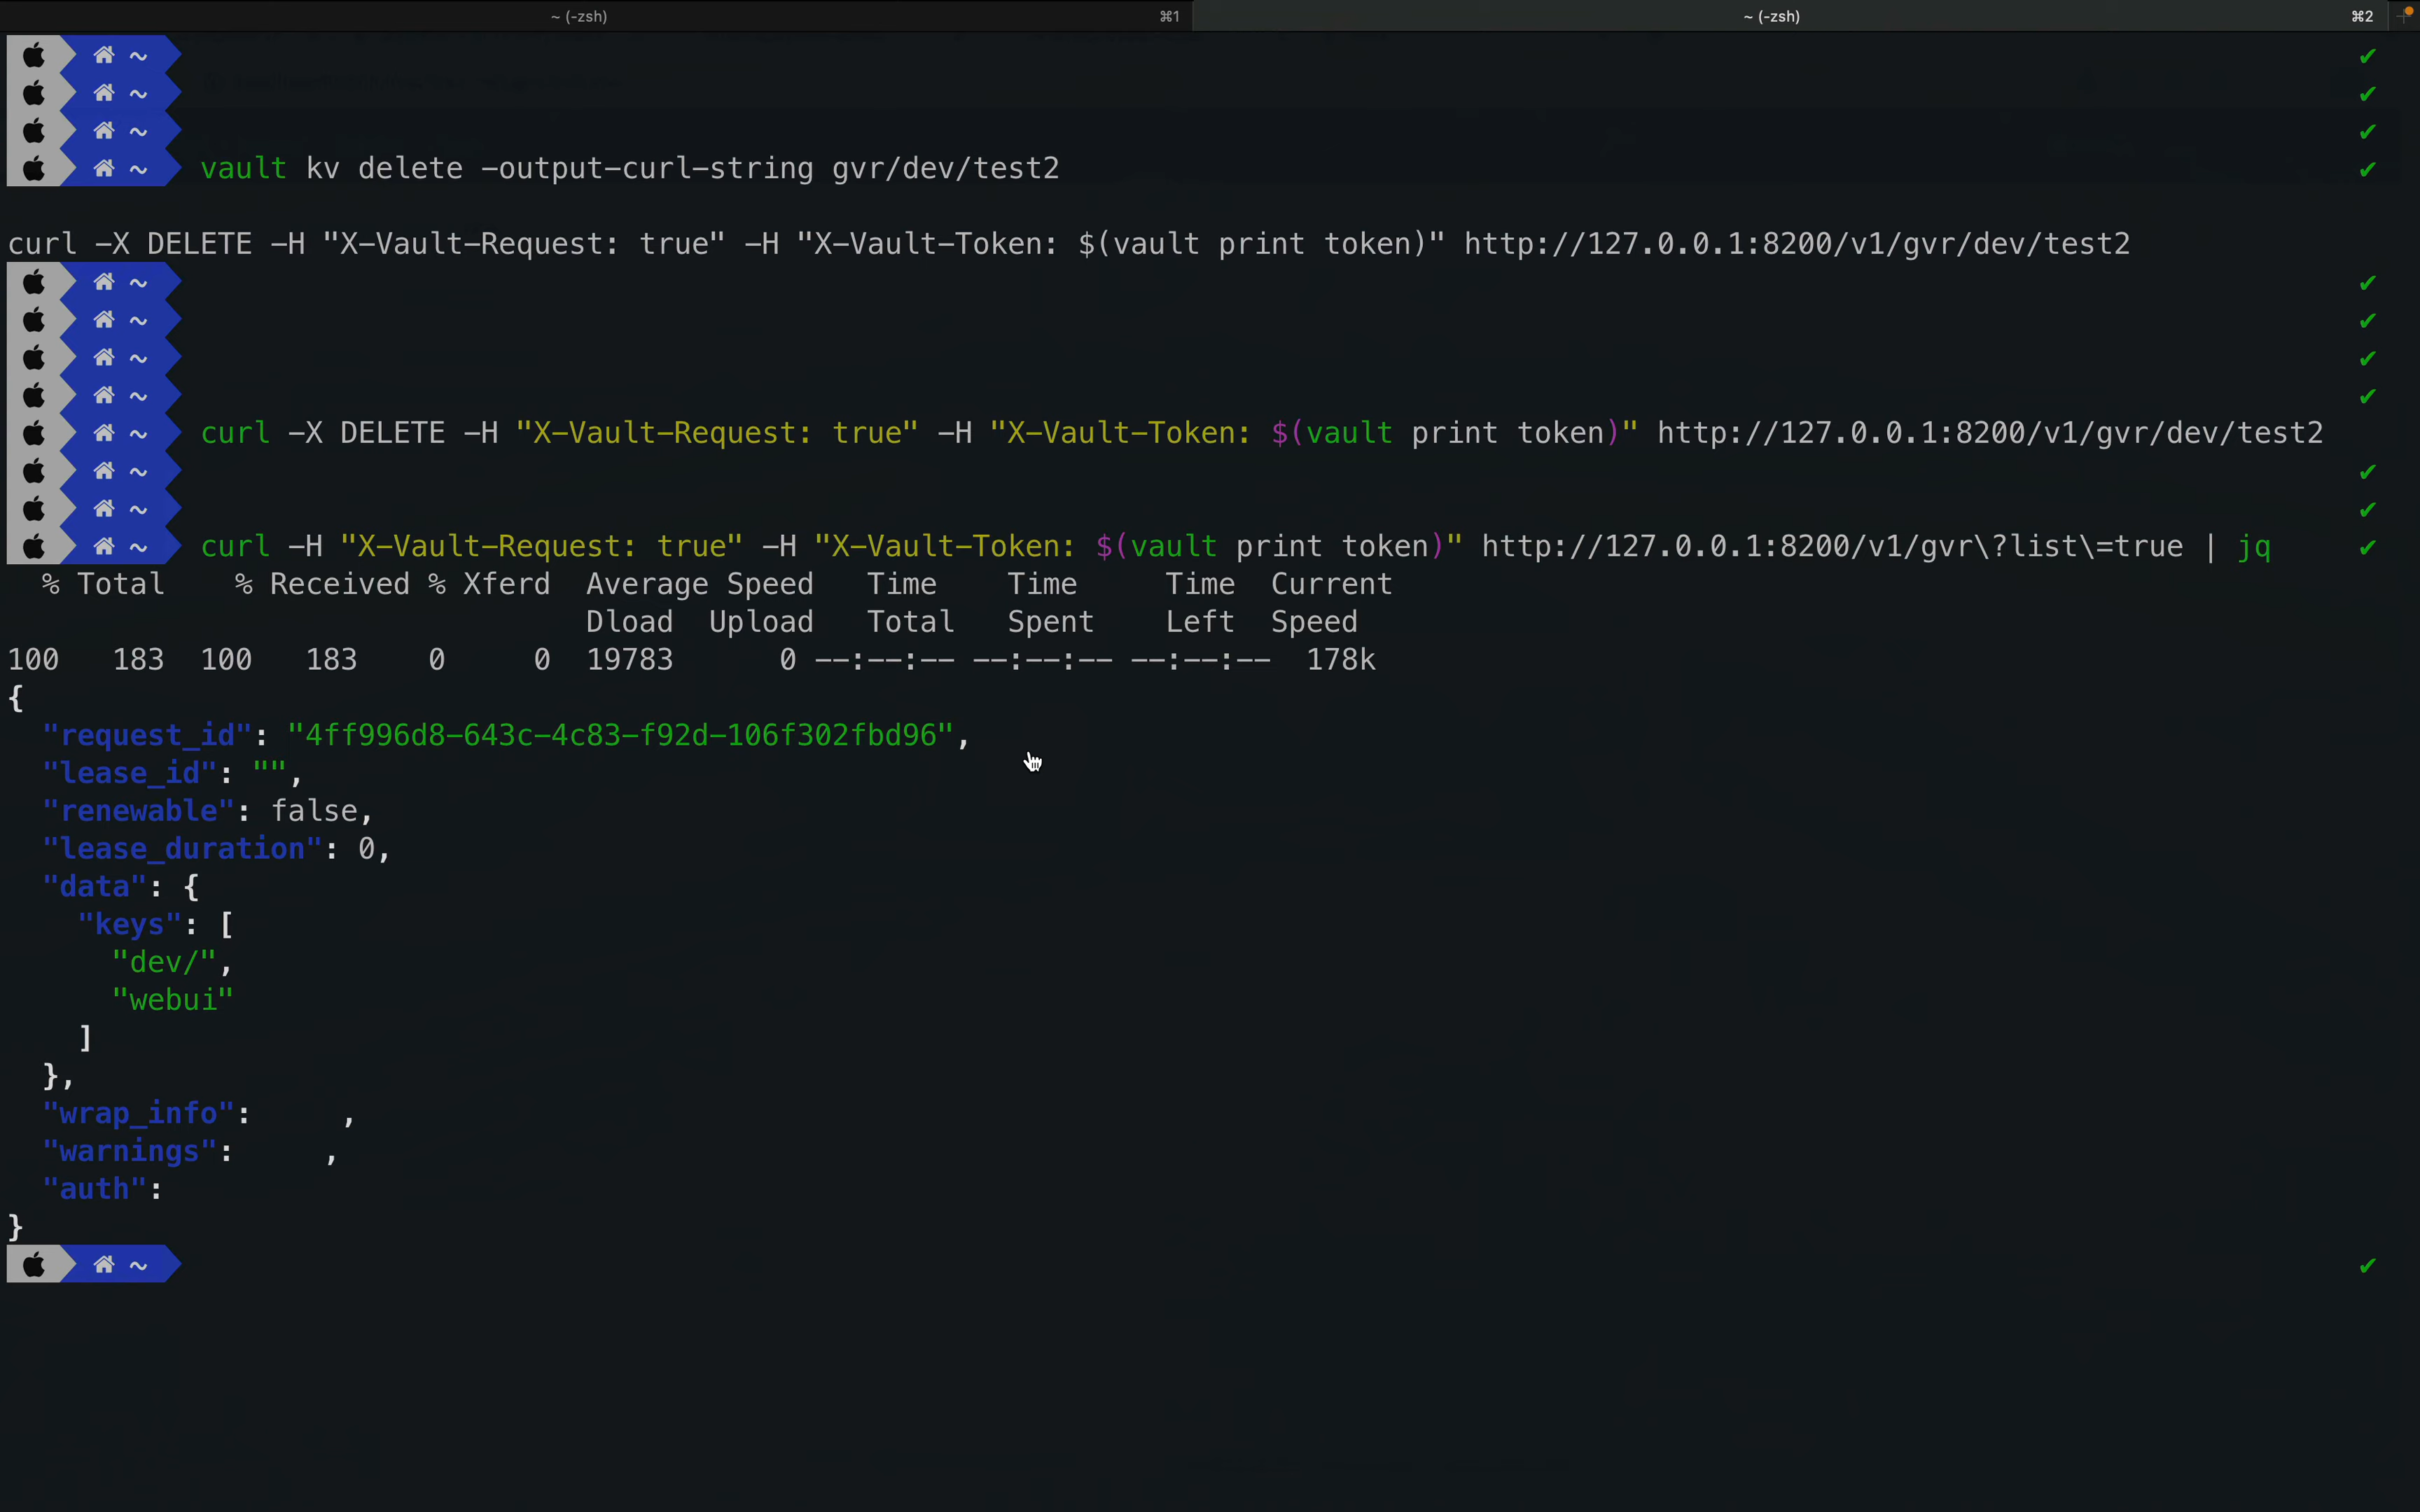 ~ (-zsh) ⌘1 ~ (-zsh) ⌘2
~ ✔
~ ✔
~ ✔
~ vault kv delete -output-curl-string gvr/dev/test2 ✔
curl -X DELETE -H "X-Vault-Request: true" -H "X-Vault-Token: $(vault print token)" http://127.0.0.1:8200/v1/gvr/dev/test2
~ ✔
~ ✔
~ ✔
~ ✔
~ curl -X DELETE -H "X-Vault-Request: true" -H "X-Vault-Token: $(vault print token)" http://127.0.0.1:8200/v1/gvr/dev/test2
~ ✔
~ ✔
~ curl -H "X-Vault-Request: true" -H "X-Vault-Token: $(vault print token)" http://127.0.0.1:8200/v1/gvr\?list\=true | jq ✔
% Total % Received % Xferd Average Speed Time Time Time Current
Dload Upload Total Spent Left Speed
100 183 100 183 0 0 19783 0 --:--:-- --:--:-- --:--:-- 178k
{
"request_id": "4ff996d8-643c-4c83-f92d-106f302fbd96",
"lease_id": "",
"renewable": false,
"lease_duration": 0,
"data": {
"keys": [
"dev/",
"webui"
]
},
"wrap_info": ,
"warnings": ,
"auth":
}
~ ✔